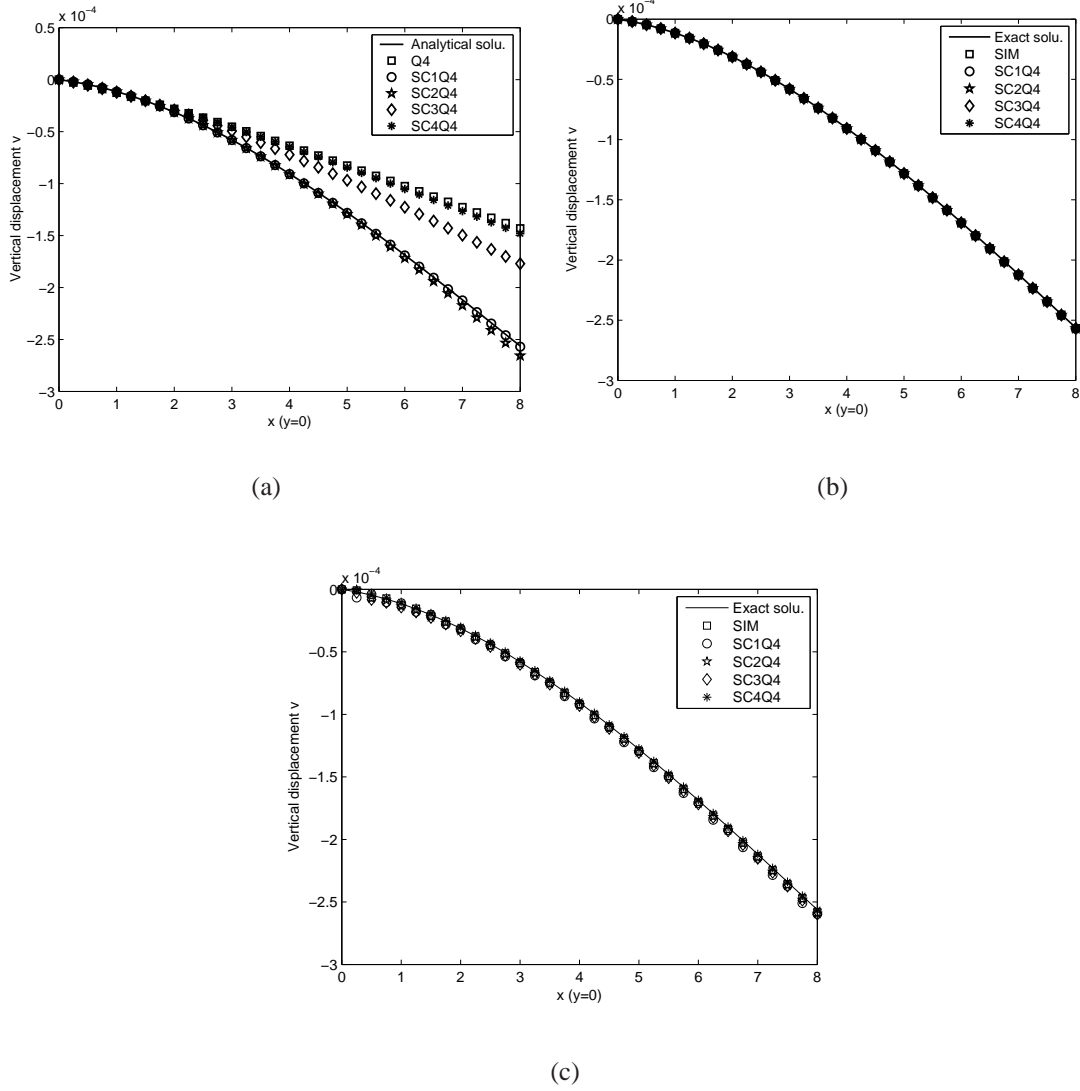 x 10⁻⁴
0.5
0
−0.5
−1
−1.5
−2
−2.5
−3
0 1 2 3 4 5 6 7 8
x (y=0)
Vertical displacement v
Analytical solu.
Q4
SC1Q4
SC2Q4
SC3Q4
SC4Q4
(a)
x 10⁻⁴
0
−0.5
−1
−1.5
−2
−2.5
−3
0 1 2 3 4 5 6 7 8
x (y=0)
Vertical displacement v
Exact solu.
SIM
SC1Q4
SC2Q4
SC3Q4
SC4Q4
(b)
x 10⁻⁴
0
−0.5
−1
−1.5
−2
−2.5
−3
0 1 2 3 4 5 6 7 8
x (y=0)
Vertical displacement v
Exact solu.
SIM
SC1Q4
SC2Q4
SC3Q4
SC4Q4
(c)